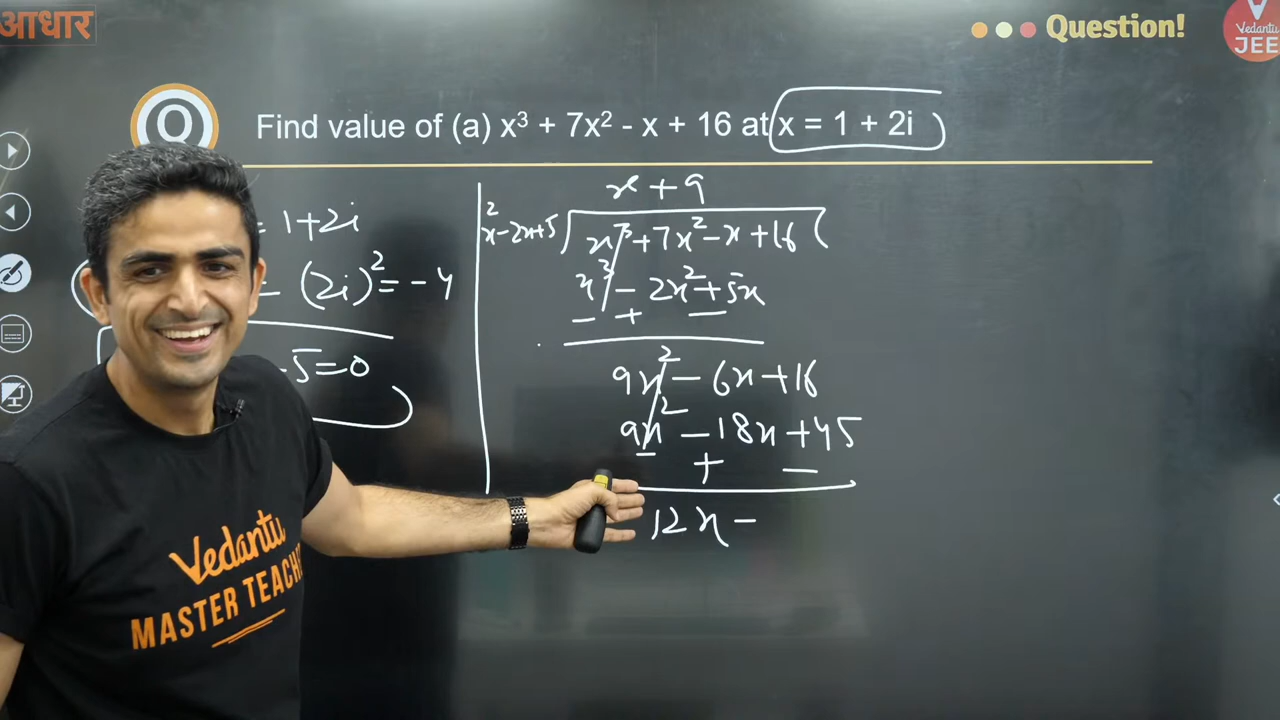 आधार
Question!
Vedantu
JEE
Q
Find value of (a) x³ + 7x² - x + 16 at x = 1 + 2i
= 1+2i
= (2i)² = -4
5=0
x + 9
x²-2x+5) x³+7x²-x+16 (
x³ - 2x² + 5x
- + -
9x² - 6x + 16
9x² - 18x + 45
- + -
12x -
Vedantu
MASTER TEACHE